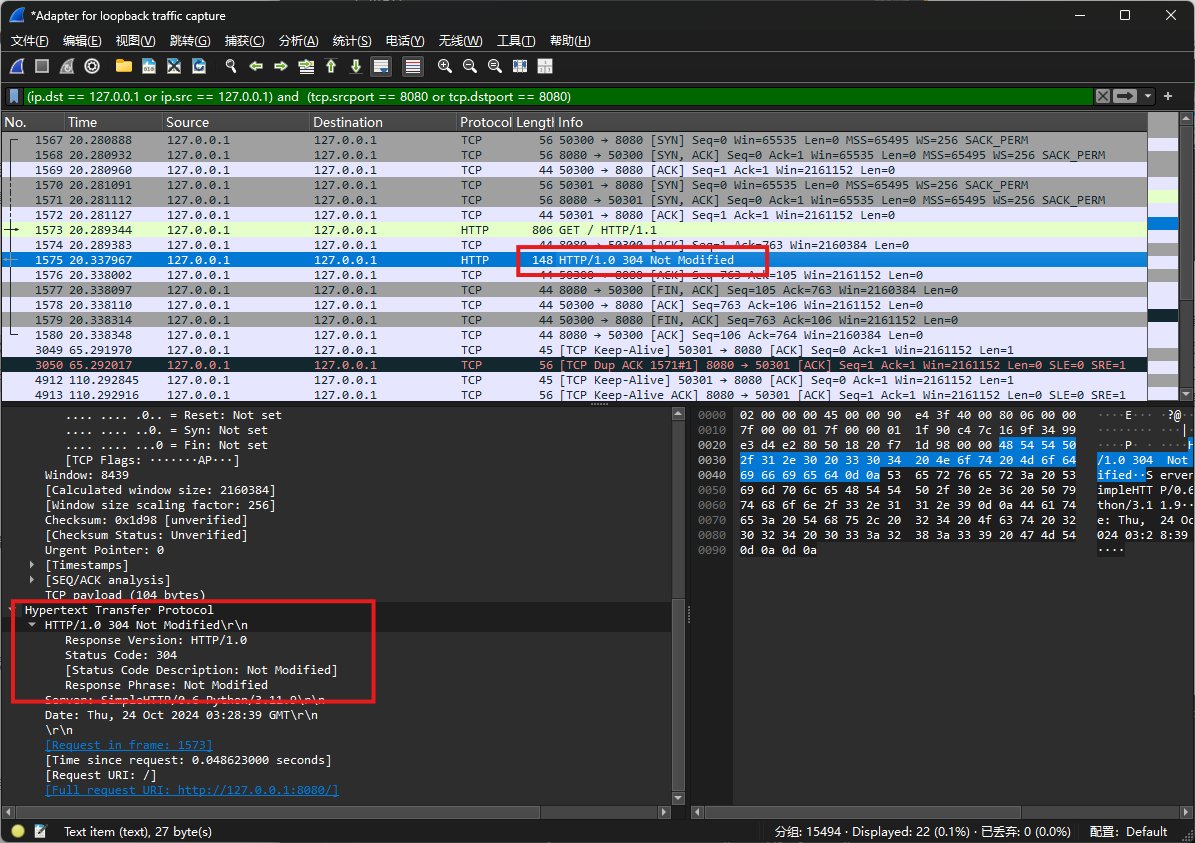 *Adapter for loopback traffic capture
文件(F) 编辑(E) 视图(V) 跳转(G) 捕获(C) 分析(A) 统计(S) 电话(Y) 无线(W) 工具(T) 帮助(H)
(ip.dst == 127.0.0.1 or ip.src == 127.0.0.1) and (tcp.srcport == 8080 or tcp.dstport == 8080)
No. Time Source Destination Protocol Lengtl Info
1567 20.280888 127.0.0.1 127.0.0.1 TCP 56 50300 → 8080 [SYN] Seq=0 Win=65535 Len=0 MSS=65495 WS=256 SACK_PERM
1568 20.280932 127.0.0.1 127.0.0.1 TCP 56 8080 → 50300 [SYN, ACK] Seq=0 Ack=1 Win=65535 Len=0 MSS=65495 WS=256 SACK_PERM
1569 20.280960 127.0.0.1 127.0.0.1 TCP 44 50300 → 8080 [ACK] Seq=1 Ack=1 Win=2161152 Len=0
1570 20.281091 127.0.0.1 127.0.0.1 TCP 56 50301 → 8080 [SYN] Seq=0 Win=65535 Len=0 MSS=65495 WS=256 SACK_PERM
1571 20.281112 127.0.0.1 127.0.0.1 TCP 56 8080 → 50301 [SYN, ACK] Seq=0 Ack=1 Win=65535 Len=0 MSS=65495 WS=256 SACK_PERM
1572 20.281127 127.0.0.1 127.0.0.1 TCP 44 50301 → 8080 [ACK] Seq=1 Ack=1 Win=2161152 Len=0
1573 20.289344 127.0.0.1 127.0.0.1 HTTP 806 GET / HTTP/1.1
1574 20.289383 127.0.0.1 127.0.0.1 TCP 44 8080 → 50300 [ACK] Seq=1 Ack=763 Win=2160384 Len=0
1575 20.337967 127.0.0.1 127.0.0.1 HTTP 148 HTTP/1.0 304 Not Modified
1576 20.338002 127.0.0.1 127.0.0.1 TCP 44 50300 → 8080 [ACK] Seq=763 Ack=105 Win=2161152 Len=0
1577 20.338097 127.0.0.1 127.0.0.1 TCP 44 8080 → 50300 [FIN, ACK] Seq=105 Ack=763 Win=2160384 Len=0
1578 20.338110 127.0.0.1 127.0.0.1 TCP 44 50300 → 8080 [ACK] Seq=763 Ack=106 Win=2161152 Len=0
1579 20.338314 127.0.0.1 127.0.0.1 TCP 44 50300 → 8080 [FIN, ACK] Seq=763 Ack=106 Win=2161152 Len=0
1580 20.338348 127.0.0.1 127.0.0.1 TCP 44 8080 → 50300 [ACK] Seq=106 Ack=764 Win=2160384 Len=0
3049 65.291970 127.0.0.1 127.0.0.1 TCP 45 [TCP Keep-Alive] 50301 → 8080 [ACK] Seq=0 Ack=1 Win=2161152 Len=1
3050 65.292017 127.0.0.1 127.0.0.1 TCP 56 [TCP Dup ACK 1571#1] 8080 → 50301 [ACK] Seq=1 Ack=1 Win=2161152 Len=0 SLE=0 SRE=1
4912 110.292845 127.0.0.1 127.0.0.1 TCP 45 [TCP Keep-Alive] 50301 → 8080 [ACK] Seq=0 Ack=1 Win=2161152 Len=1
4913 110.292916 127.0.0.1 127.0.0.1 TCP 56 [TCP Keep-Alive ACK] 8080 → 50301 [ACK] Seq=1 Ack=1 Win=2161152 Len=0 SLE=0 SRE=1
.... .... .0.. = Reset: Not set
.... .... ..0. = Syn: Not set
.... .... ...0 = Fin: Not set
[TCP Flags: ·······AP···]
Window: 8439
[Calculated window size: 2160384]
[Window size scaling factor: 256]
Checksum: 0x1d98 [unverified]
[Checksum Status: Unverified]
Urgent Pointer: 0
[Timestamps]
[SEQ/ACK analysis]
TCP payload (104 bytes)
Hypertext Transfer Protocol
HTTP/1.0 304 Not Modified\r\n
Response Version: HTTP/1.0
Status Code: 304
[Status Code Description: Not Modified]
Response Phrase: Not Modified
Server: SimpleHTTP/0.6 Python/3.11.9\r\n
Date: Thu, 24 Oct 2024 03:28:39 GMT\r\n
\r\n
[Request in frame: 1573]
[Time since request: 0.048623000 seconds]
[Request URI: /]
[Full request URI: http://127.0.0.1:8080/]
0000 02 00 00 00 45 00 00 90 e4 3f 40 00 80 06 00 00 ····E··· ·?@
0010 7f 00 00 01 7f 00 00 01 1f 90 c4 7c 16 9f 34 99 ········ ···|
0020 e3 d4 e2 80 50 18 20 f7 1d 98 00 00 48 54 54 50 ····P· · ····H
0030 2f 31 2e 30 20 33 30 34 20 4e 6f 74 20 4d 6f 64 /1.0 304 Not
0040 69 66 69 65 64 0d 0a 53 65 72 76 65 72 3a 20 53 ified··S erver
0050 69 6d 70 6c 65 48 54 54 50 2f 30 2e 36 20 50 79 impleHTT P/0.6
0060 74 68 6f 6e 2f 33 2e 31 31 2e 39 0d 0a 44 61 74 thon/3.1 1.9··
0070 65 3a 20 54 68 75 2c 20 32 34 20 4f 63 74 20 32 e: Thu, 24 Oct
0080 30 32 34 20 30 33 3a 32 38 3a 33 39 20 47 4d 54 024 03:2 8:39
0090 0d 0a 0d 0a ····
Text item (text), 27 byte(s) 分组: 15494 · Displayed: 22 (0.1%) · 已丢弃: 0 (0.0%) 配置: Default